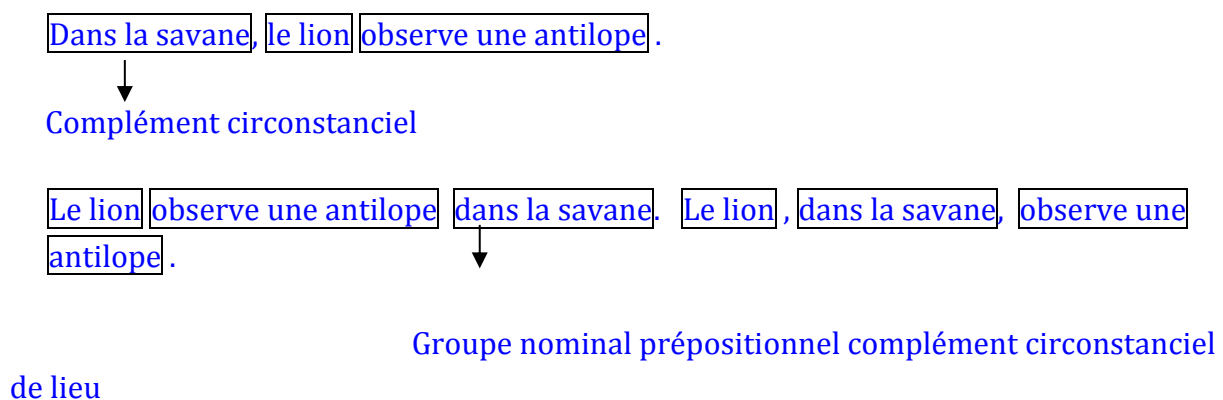 Dans la savane, le lion observe une antilope .
Complément circonstanciel
Le lion observe une antilope dans la savane. Le lion , dans la savane, observe une
antilope .
Groupe nominal prépositionnel complément circonstanciel
de lieu